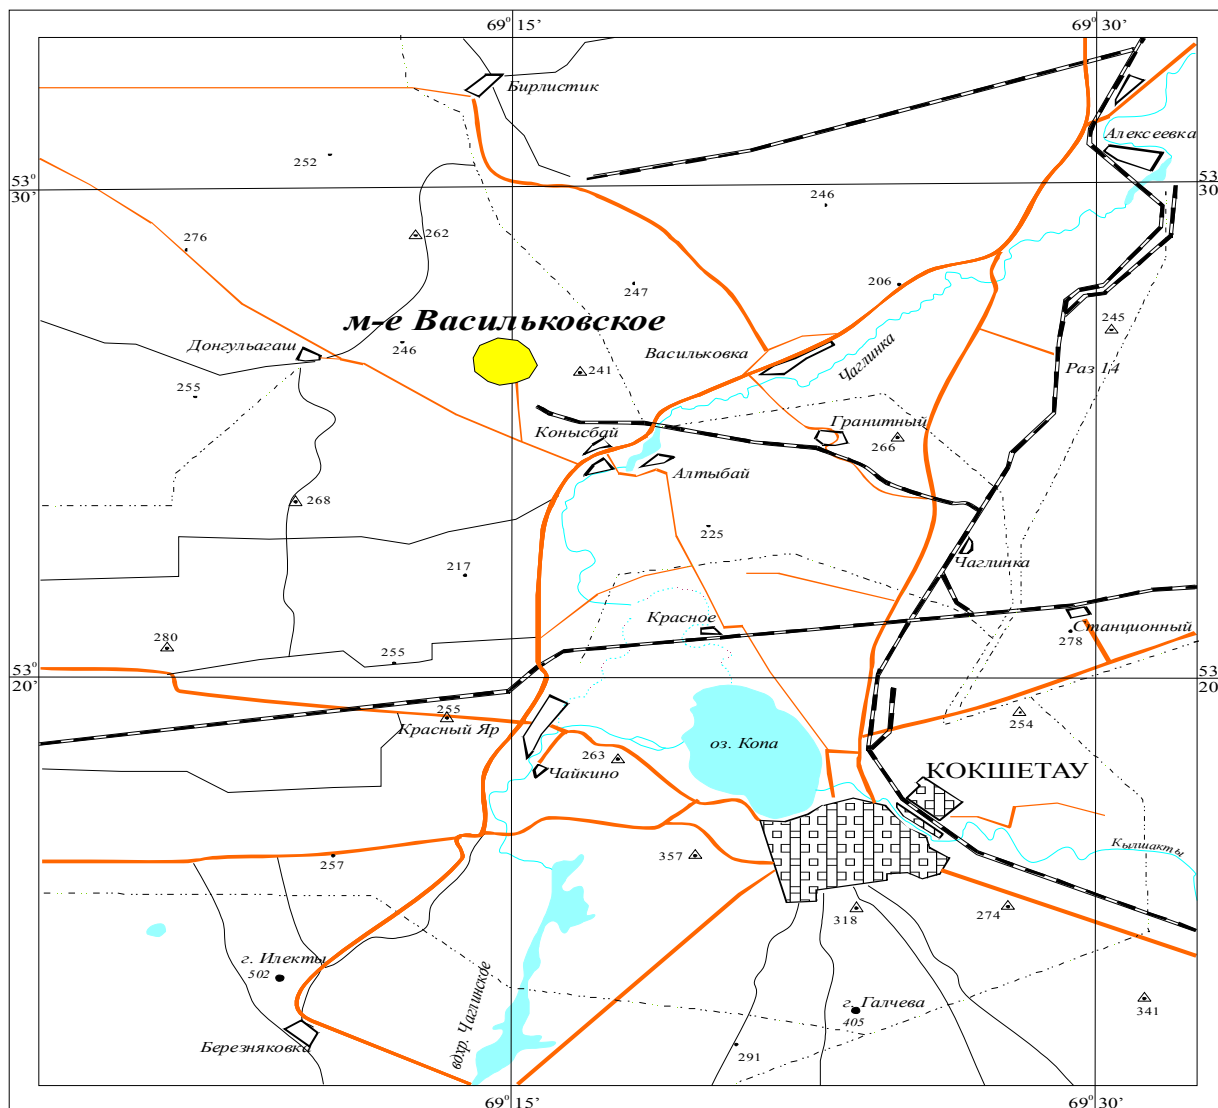 69° 15’
69° 30’
Бирлистик
Алексеевка
252
53°
30’
53°
30’
246
276
262
247
206
245
м-е Васильковское
Донгульагаш
246
Васильковка
Чаглинка
Раз 14
241
255
Гранитный
Конысбай
266
Алтыбай
268
225
Чаглинка
217
Красное
Станционный
278
280
255
53°
20’
53°
20’
255
Красный Яр
254
оз. Копа
263
Чайкино
КОКШЕТАУ
Кылшакты
257
357
318
274
г. Илекты
502
вдхр. Чаглинское
г. Галчева
405
341
Березняковка
291
69° 15’
69° 30’